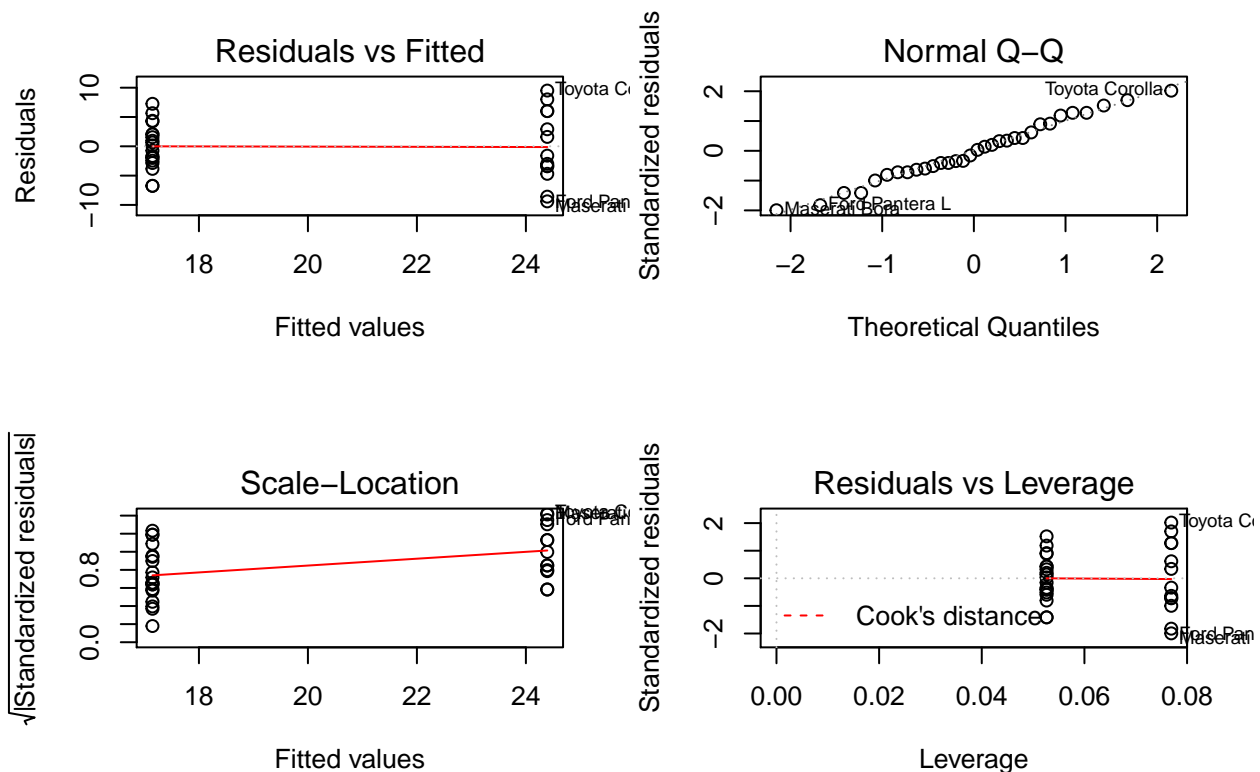 Residuals vs Fitted
Residuals
10
0
−10
Toyota Co
Ford Pan
Maserati
18 20 22 24
Fitted values
Normal Q−Q
Standardized residuals
2
0
−2
Toyota Corolla
Ford Pantera L
Maserati Bora
−2 −1 0 1 2
Theoretical Quantiles
Scale−Location
√|Standardized residuals|
0.8
0.0
Toyota C
Maserati
Ford Pan
18 20 22 24
Fitted values
Residuals vs Leverage
Standardized residuals
2
0
−2
Toyota Co
Ford Pan
Maserati
Cook's distance
0.00 0.02 0.04 0.06 0.08
Leverage